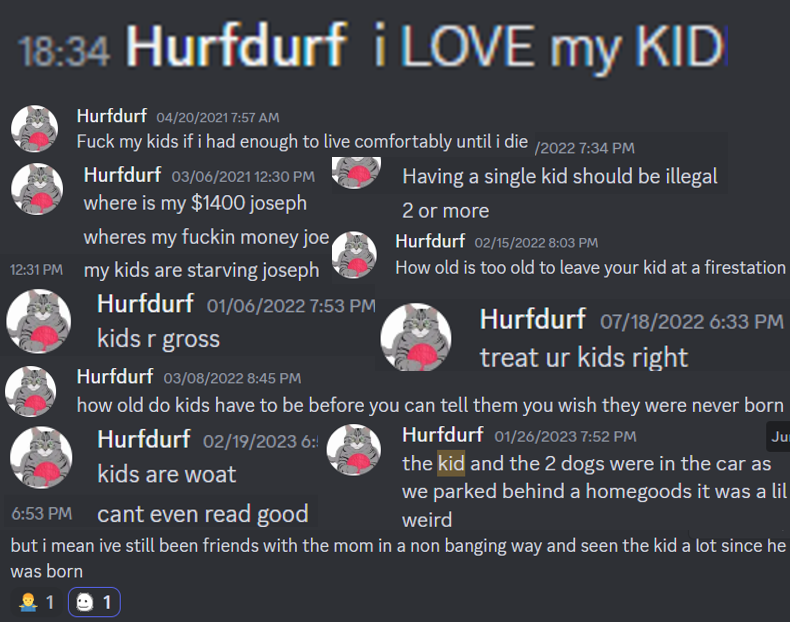 18:34 Hurfdurf i LOVE my KID
Hurfdurf 04/20/2021 7:57 AM
Fuck my kids if i had enough to live comfortably until i die
/2022 7:34 PM
Hurfdurf 03/06/2021 12:30 PM
where is my $1400 joseph
wheres my fuckin money joe
12:31 PM my kids are starving joseph
Having a single kid should be illegal
2 or more
Hurfdurf 02/15/2022 8:03 PM
How old is too old to leave your kid at a firestation
Hurfdurf 01/06/2022 7:53 PM
kids r gross
Hurfdurf 07/18/2022 6:33 PM
treat ur kids right
Hurfdurf 03/08/2022 8:45 PM
how old do kids have to be before you can tell them you wish they were never born
Hurfdurf 02/19/2023 6:
kids are woat
6:53 PM cant even read good
Hurfdurf 01/26/2023 7:52 PM
Ju
the kid and the 2 dogs were in the car as
we parked behind a homegoods it was a lil
weird
but i mean ive still been friends with the mom in a non banging way and seen the kid a lot since he
was born
1 1